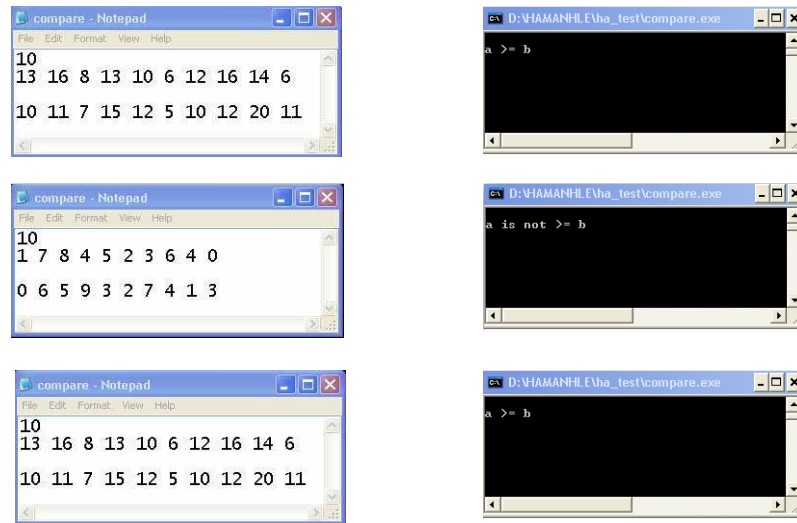 compare - Notepad
File Edit Format View Help
10
13 16 8 13 10 6 12 16 14 6
10 11 7 15 12 5 10 12 20 11
D:\HAMANHLE\ha_test\compare.exe
a >= b
compare - Notepad
File Edit Format View Help
10
1 7 8 4 5 2 3 6 4 0
0 6 5 9 3 2 7 4 1 3
D:\HAMANHLE\ha_test\compare.exe
a is not >= b
compare - Notepad
File Edit Format View Help
10
13 16 8 13 10 6 12 16 14 6
10 11 7 15 12 5 10 12 20 11
D:\HAMANHLE\ha_test\compare.exe
a >= b